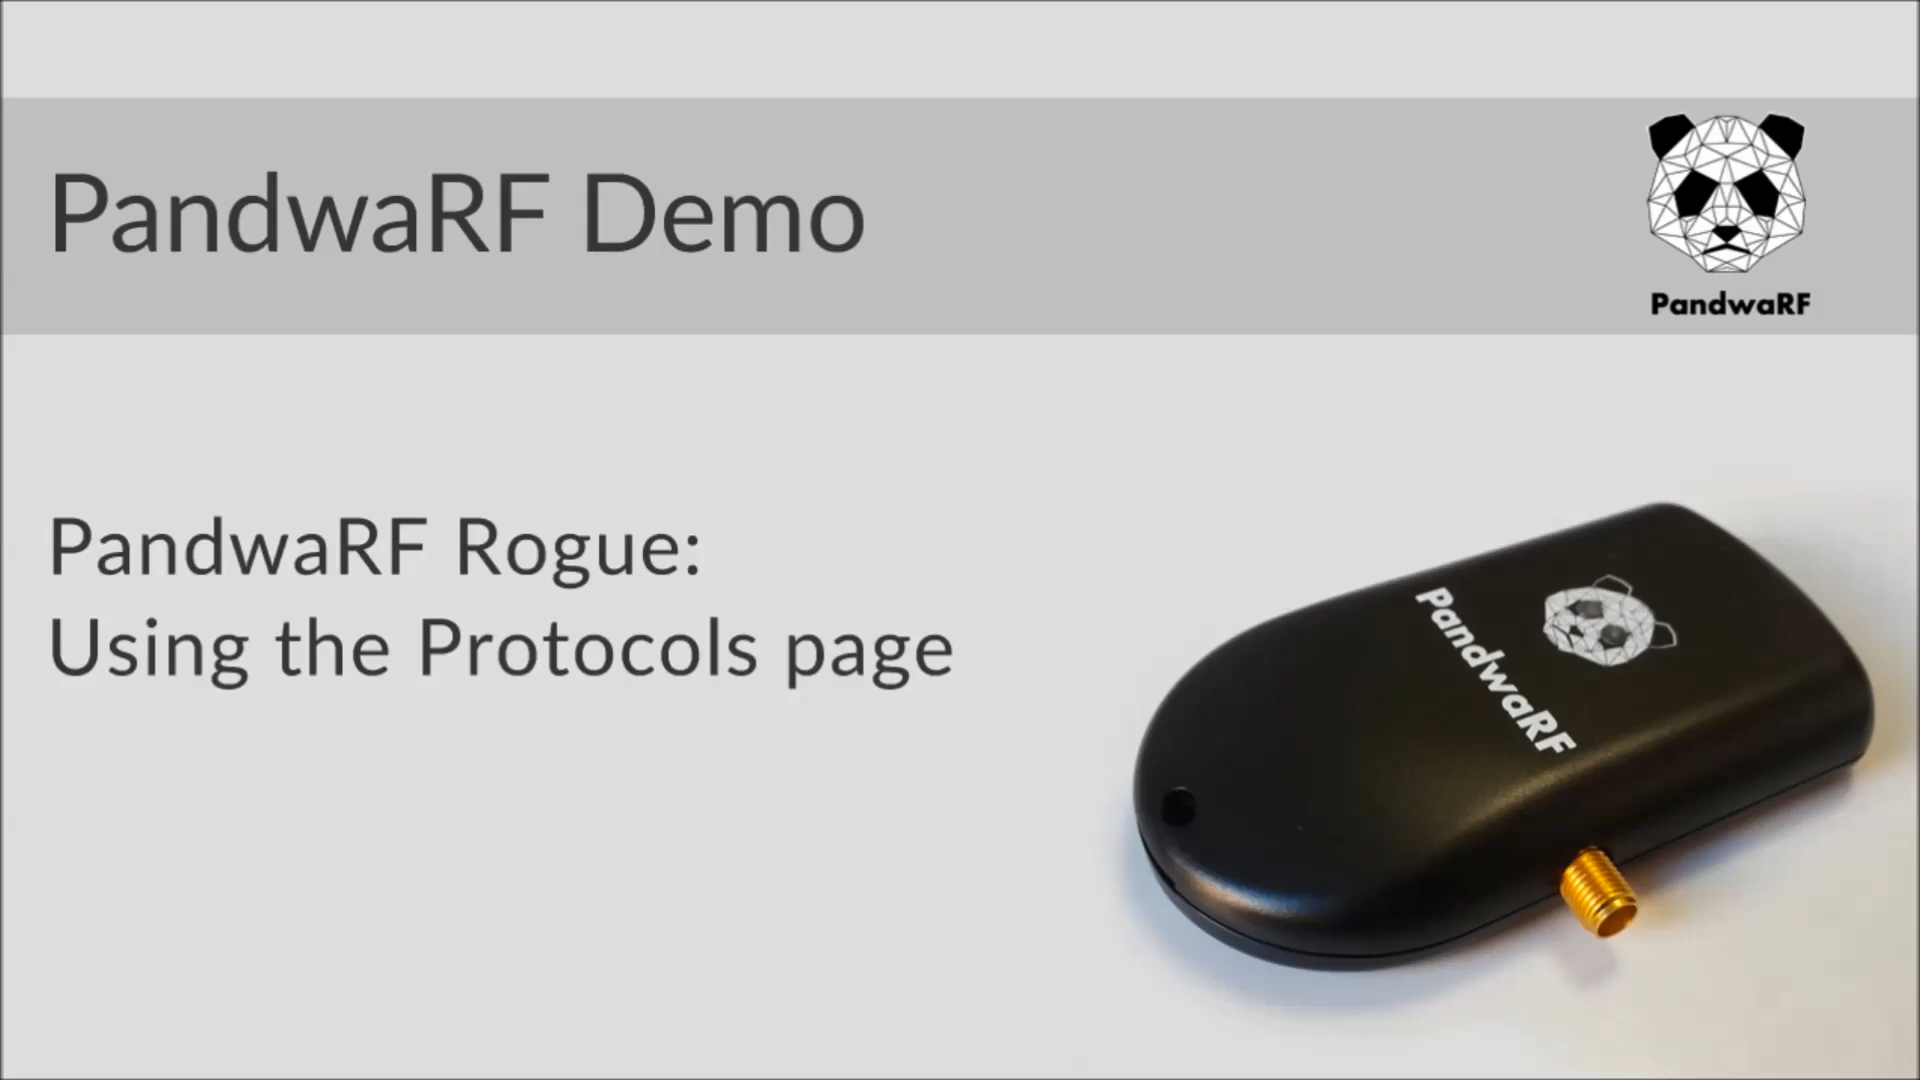 PandwaRF Demo
PandwaRF
PandwaRF Rogue:
Using the Protocols page
PandwaRF